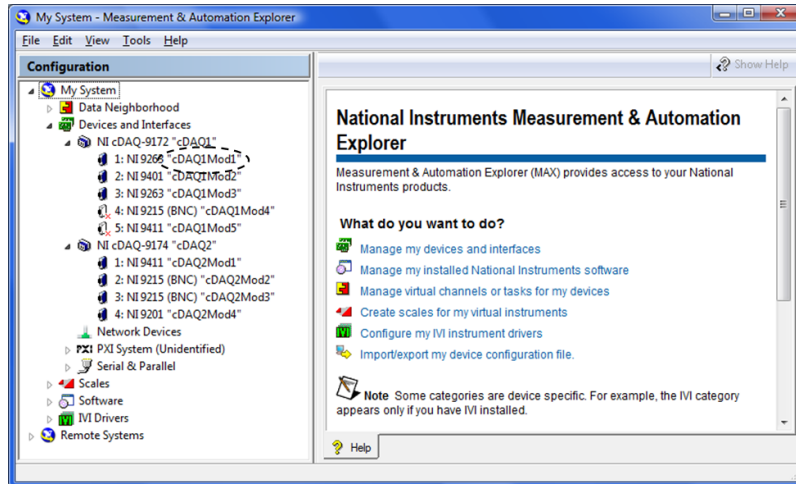 My System - Measurement & Automation Explorer
File Edit View Tools Help
Configuration
Show Help
My System
Data Neighborhood
Devices and Interfaces
NI cDAQ-9172 "cDAQ1"
1: NI 9263 "cDAQ1Mod1"
2: NI 9401 "cDAQ1Mod2"
3: NI 9263 "cDAQ1Mod3"
4: NI 9215 (BNC) "cDAQ1Mod4"
5: NI 9411 "cDAQ1Mod5"
NI cDAQ-9174 "cDAQ2"
1: NI 9411 "cDAQ2Mod1"
2: NI 9215 (BNC) "cDAQ2Mod2"
3: NI 9215 (BNC) "cDAQ2Mod3"
4: NI 9201 "cDAQ2Mod4"
Network Devices
PXI PXI System (Unidentified)
Serial & Parallel
Scales
Software
IVI IVI Drivers
Remote Systems
National Instruments Measurement & Automation
Explorer
Measurement & Automation Explorer (MAX) provides access to your National
Instruments products.
What do you want to do?
Manage my devices and interfaces
Manage my installed National Instruments software
Manage virtual channels or tasks for my devices
Create scales for my virtual instruments
IVI Configure my IVI instrument drivers
Import/export my device configuration file.
Note Some categories are device specific. For example, the IVI category
appears only if you have IVI installed.
Help